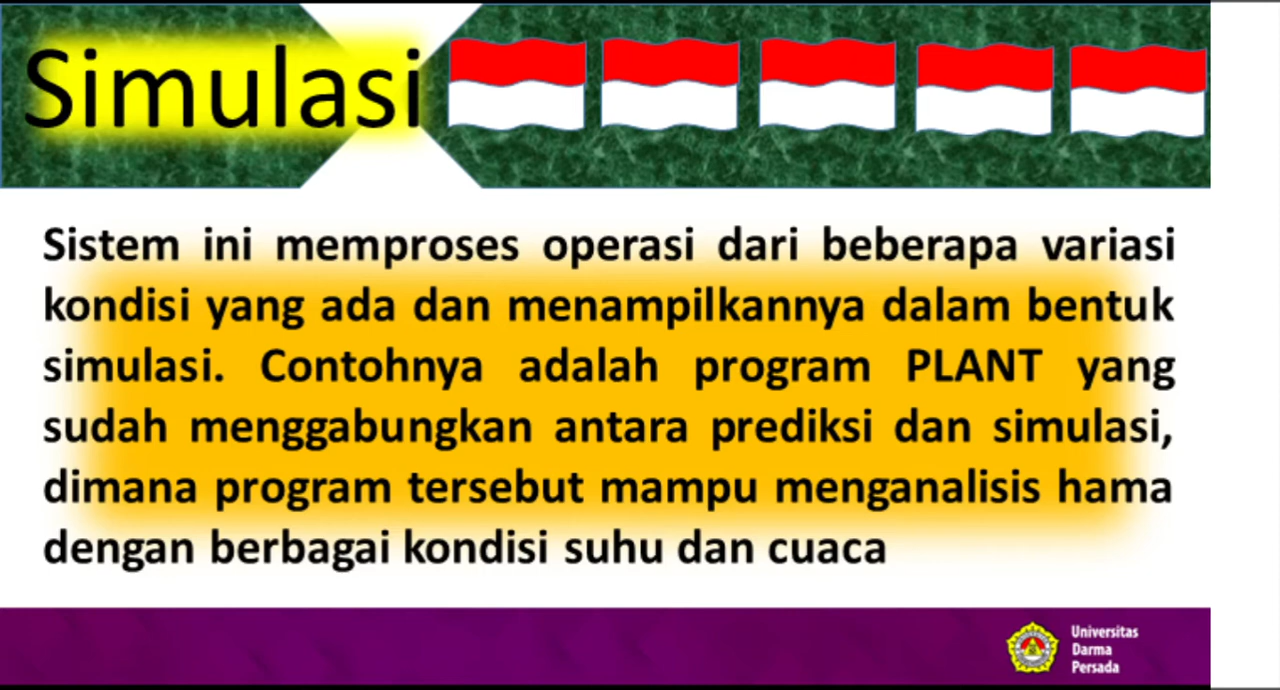 Simulasi
Sistem ini memproses operasi dari beberapa variasi
kondisi yang ada dan menampilkannya dalam bentuk
simulasi. Contohnya adalah program PLANT yang
sudah menggabungkan antara prediksi dan simulasi,
dimana program tersebut mampu menganalisis hama
dengan berbagai kondisi suhu dan cuaca
Universitas
Darma
Persada